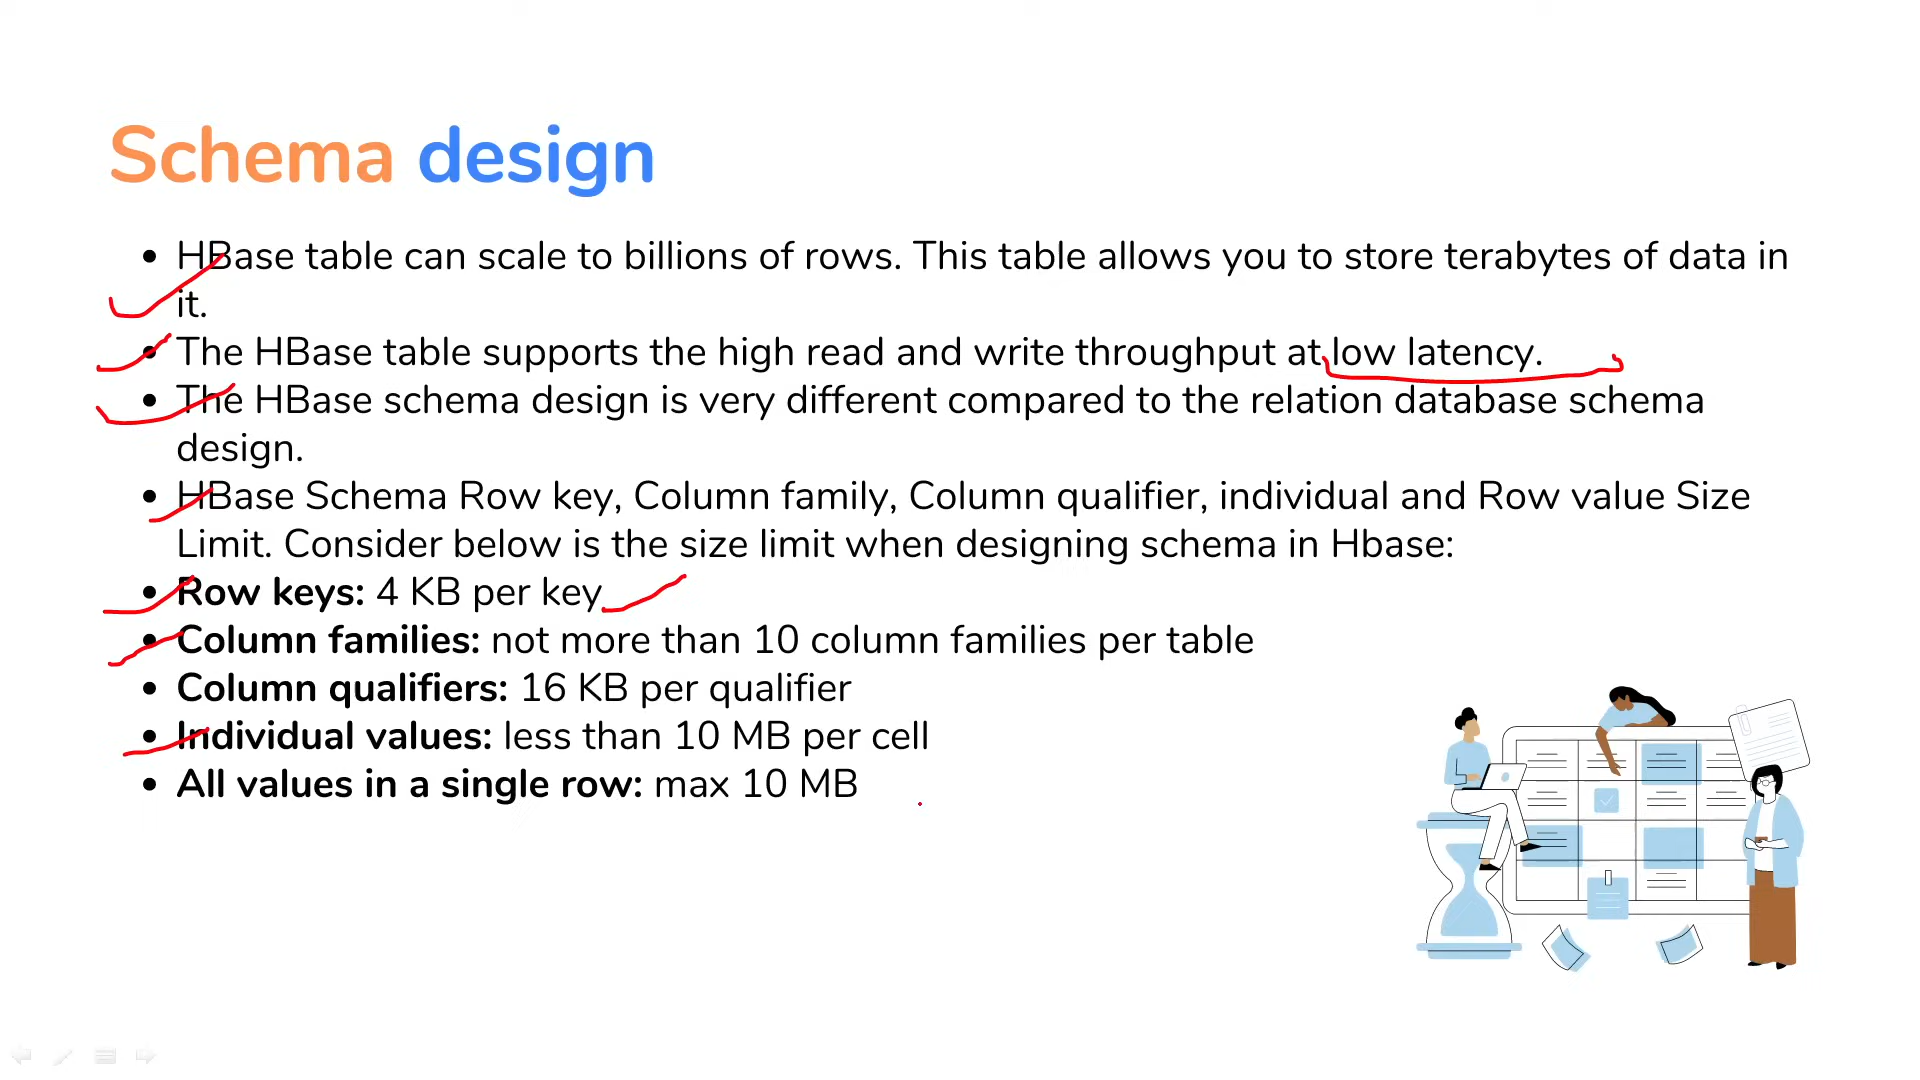 Schema design
• HBase table can scale to billions of rows. This table allows you to store terabytes of data in
it.
• The HBase table supports the high read and write throughput at low latency.
• The HBase schema design is very different compared to the relation database schema
design.
• HBase Schema Row key, Column family, Column qualifier, individual and Row value Size
Limit. Consider below is the size limit when designing schema in Hbase:
• Row keys: 4 KB per key
• Column families: not more than 10 column families per table
• Column qualifiers: 16 KB per qualifier
• Individual values: less than 10 MB per cell
• All values in a single row: max 10 MB